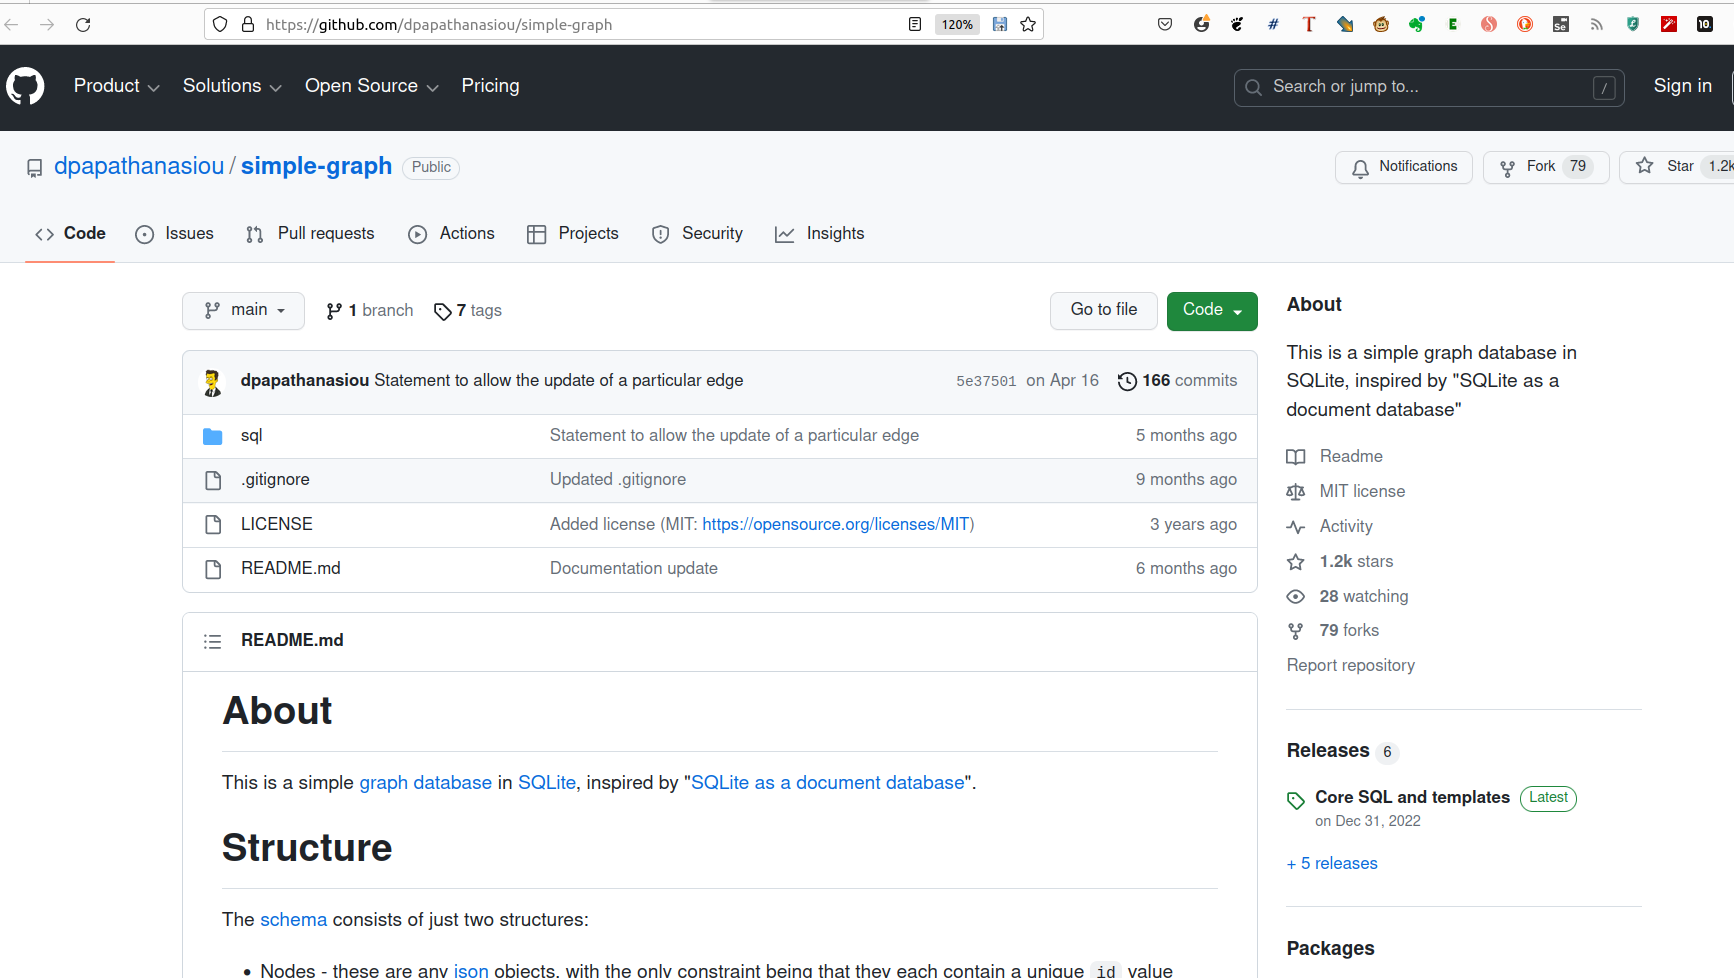 https://github.com/dpapathanasiou/simple-graph 120%
Product Solutions Open Source Pricing Search or jump to... / Sign in
dpapathanasiou / simple-graph Public Notifications Fork 79 Star 1.2k
Code Issues Pull requests Actions Projects Security Insights
main 1 branch 7 tags Go to file Code
dpapathanasiou Statement to allow the update of a particular edge 5e37501 on Apr 16 166 commits
sql Statement to allow the update of a particular edge 5 months ago
.gitignore Updated .gitignore 9 months ago
LICENSE Added license (MIT: https://opensource.org/licenses/MIT) 3 years ago
README.md Documentation update 6 months ago
README.md
About
This is a simple graph database in SQLite, inspired by "SQLite as a document database".
Structure
The schema consists of just two structures:
• Nodes - these are any json objects, with the only constraint being that they each contain a unique id value
About
This is a simple graph database in
SQLite, inspired by "SQLite as a
document database"
Readme
MIT license
Activity
1.2k stars
28 watching
79 forks
Report repository
Releases 6
Core SQL and templates Latest
on Dec 31, 2022
+ 5 releases
Packages